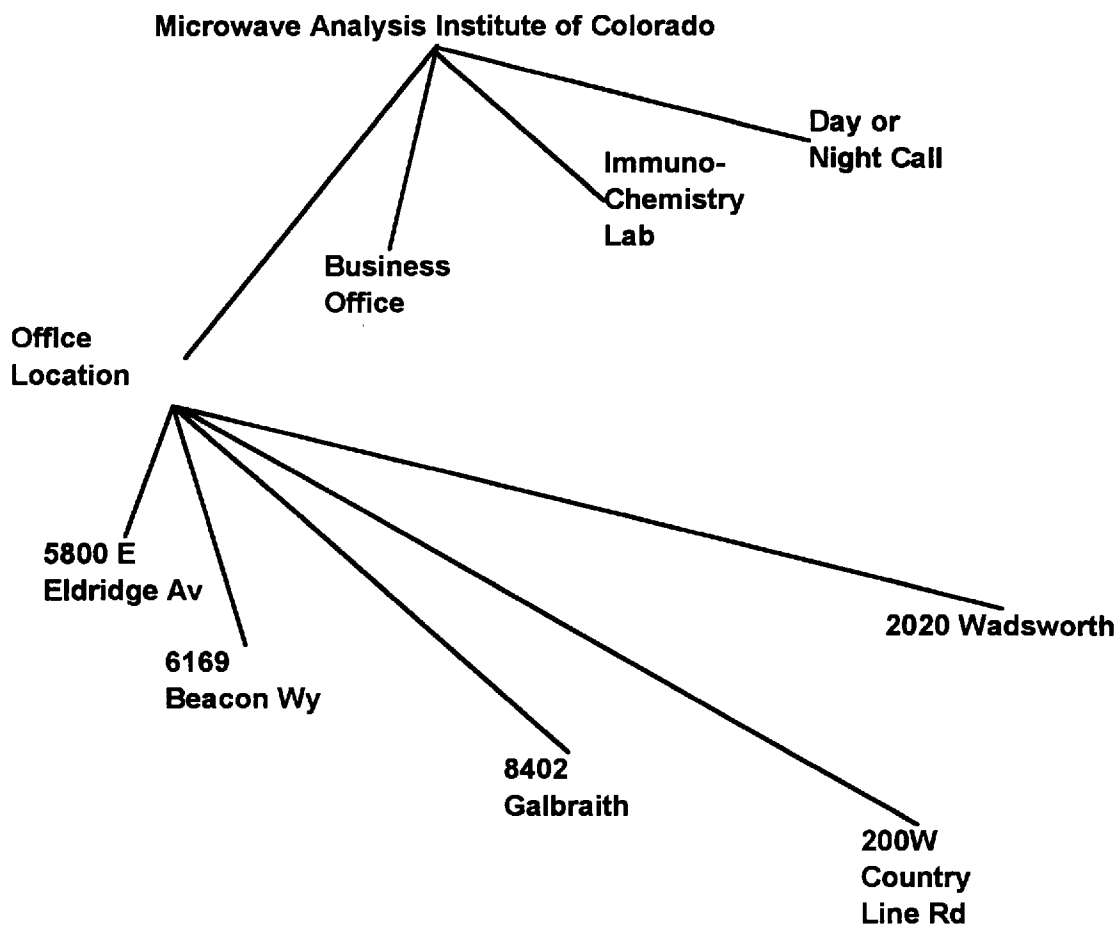 Microwave Analysis Institute of Colorado
Day or
Night Call
Immuno-
Chemistry
Lab
Business
Office
Office
Location
5800 E
Eldridge Av
6169
Beacon Wy
8402
Galbraith
200W
Country
Line Rd
2020 Wadsworth